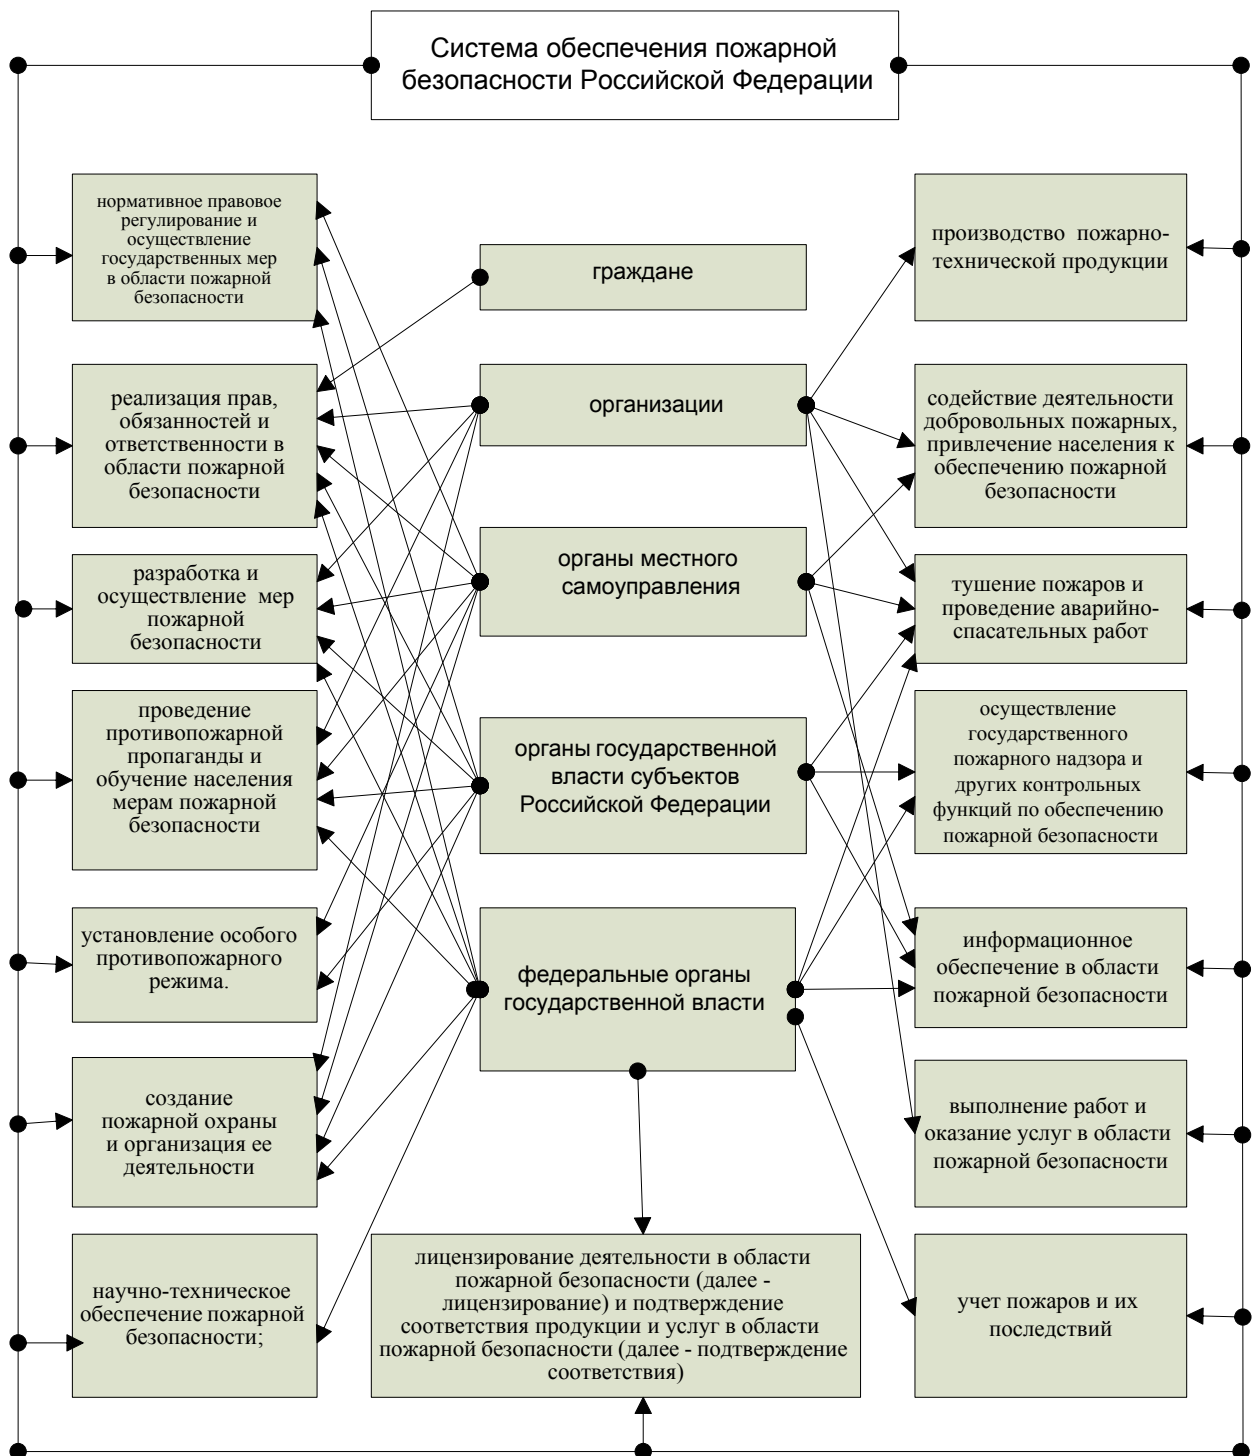 Система обеспечения пожарной
безопасности Российской Федерации
нормативное правовое
регулирование и
осуществление
государственных мер
в области пожарной
безопасности
реализация прав,
обязанностей и
ответственности в
области пожарной
безопасности
разработка и
осуществление мер
пожарной
безопасности
проведение
противопожарной
пропаганды и
обучение населения
мерам пожарной
безопасности
установление особого
противопожарного
режима.
создание
пожарной охраны
и организация ее
деятельности
научно-техническое
обеспечение пожарной
безопасности;
граждане
организации
органы местного
самоуправления
органы государственной
власти субъектов
Российской Федерации
федеральные органы
государственной власти
лицензирование деятельности в области
пожарной безопасности (далее -
лицензирование) и подтверждение
соответствия продукции и услуг в области
пожарной безопасности (далее - подтверждение
соответствия)
производство пожарно-
технической продукции
содействие деятельности
добровольных пожарных,
привлечение населения к
обеспечению пожарной
безопасности
тушение пожаров и
проведение аварийно-
спасательных работ
осуществление
государственного
пожарного надзора и
других контрольных
функций по обеспечению
пожарной безопасности
информационное
обеспечение в области
пожарной безопасности
выполнение работ и
оказание услуг в области
пожарной безопасности
учет пожаров и их
последствий